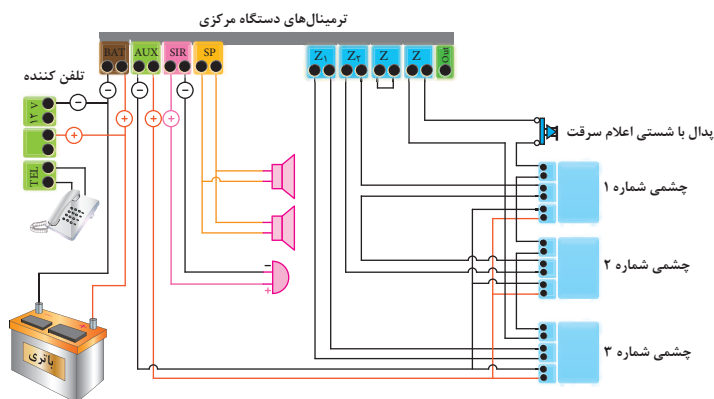 ترمینال‌های دستگاه مرکزی
BAT AUX SIR SP Z۱ Z۲ Z Z Out
تلفن کننده
۱۲ V
TEL
پدال با شستی اعلام سرقت
چشمی شماره ۱
چشمی شماره ۲
چشمی شماره ۳
باتری